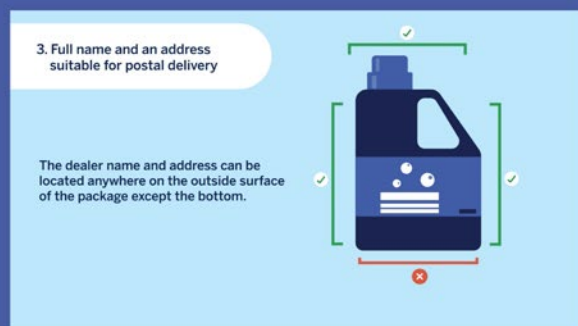 3. Full name and an address
suitable for postal delivery
The dealer name and address can be
located anywhere on the outside surface
of the package except the bottom.